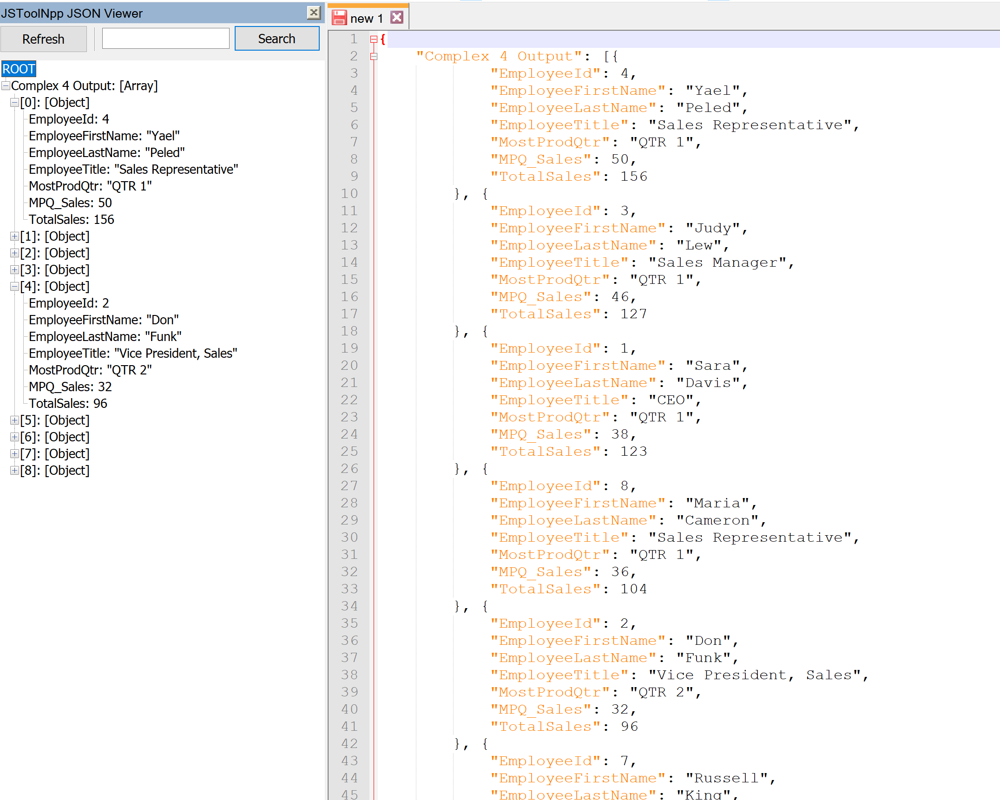 JSToolNpp JSON Viewer
Refresh
Search
ROOT
Complex 4 Output: [Array]
[0]: [Object]
EmployeeId: 4
EmployeeFirstName: "Yael"
EmployeeLastName: "Peled"
EmployeeTitle: "Sales Representative"
MostProdQtr: "QTR 1"
MPQ_Sales: 50
TotalSales: 156
[1]: [Object]
[2]: [Object]
[3]: [Object]
[4]: [Object]
EmployeeId: 2
EmployeeFirstName: "Don"
EmployeeLastName: "Funk"
EmployeeTitle: "Vice President, Sales"
MostProdQtr: "QTR 2"
MPQ_Sales: 32
TotalSales: 96
[5]: [Object]
[6]: [Object]
[7]: [Object]
[8]: [Object]
new 1
1 {
2 "Complex 4 Output": [{
3 "EmployeeId": 4,
4 "EmployeeFirstName": "Yael",
5 "EmployeeLastName": "Peled",
6 "EmployeeTitle": "Sales Representative",
7 "MostProdQtr": "QTR 1",
8 "MPQ_Sales": 50,
9 "TotalSales": 156
10 }, {
11 "EmployeeId": 3,
12 "EmployeeFirstName": "Judy",
13 "EmployeeLastName": "Lew",
14 "EmployeeTitle": "Sales Manager",
15 "MostProdQtr": "QTR 1",
16 "MPQ_Sales": 46,
17 "TotalSales": 127
18 }, {
19 "EmployeeId": 1,
20 "EmployeeFirstName": "Sara",
21 "EmployeeLastName": "Davis",
22 "EmployeeTitle": "CEO",
23 "MostProdQtr": "QTR 1",
24 "MPQ_Sales": 38,
25 "TotalSales": 123
26 }, {
27 "EmployeeId": 8,
28 "EmployeeFirstName": "Maria",
29 "EmployeeLastName": "Cameron",
30 "EmployeeTitle": "Sales Representative",
31 "MostProdQtr": "QTR 1",
32 "MPQ_Sales": 36,
33 "TotalSales": 104
34 }, {
35 "EmployeeId": 2,
36 "EmployeeFirstName": "Don",
37 "EmployeeLastName": "Funk",
38 "EmployeeTitle": "Vice President, Sales",
39 "MostProdQtr": "QTR 2",
40 "MPQ_Sales": 32,
41 "TotalSales": 96
42 }, {
43 "EmployeeId": 7,
44 "EmployeeFirstName": "Russell",
45 "EmployeeLastName": "King",